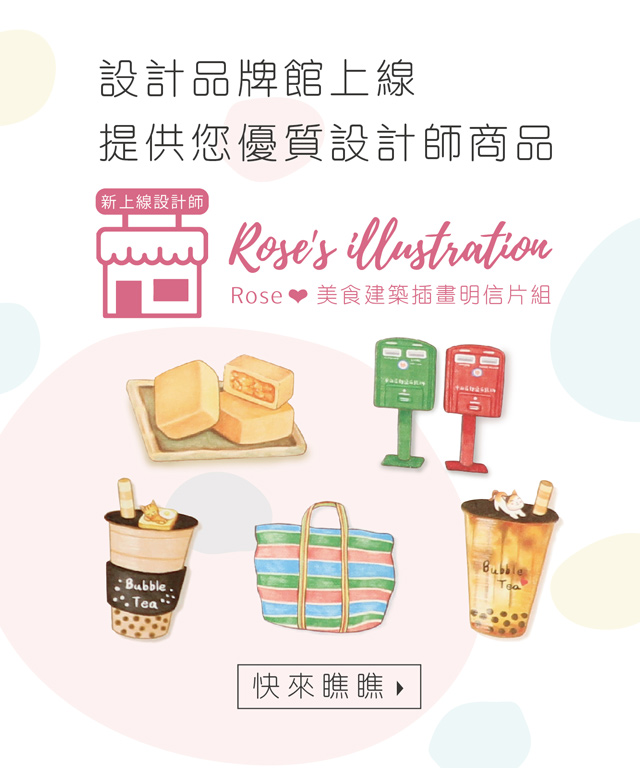 設計品牌館上線
提供您優質設計師商品
新上線設計師
Rose's illustration
Rose❤美食建築插畫明信片組
Bubble
Tea
Bubble
Tea
快來瞧瞧